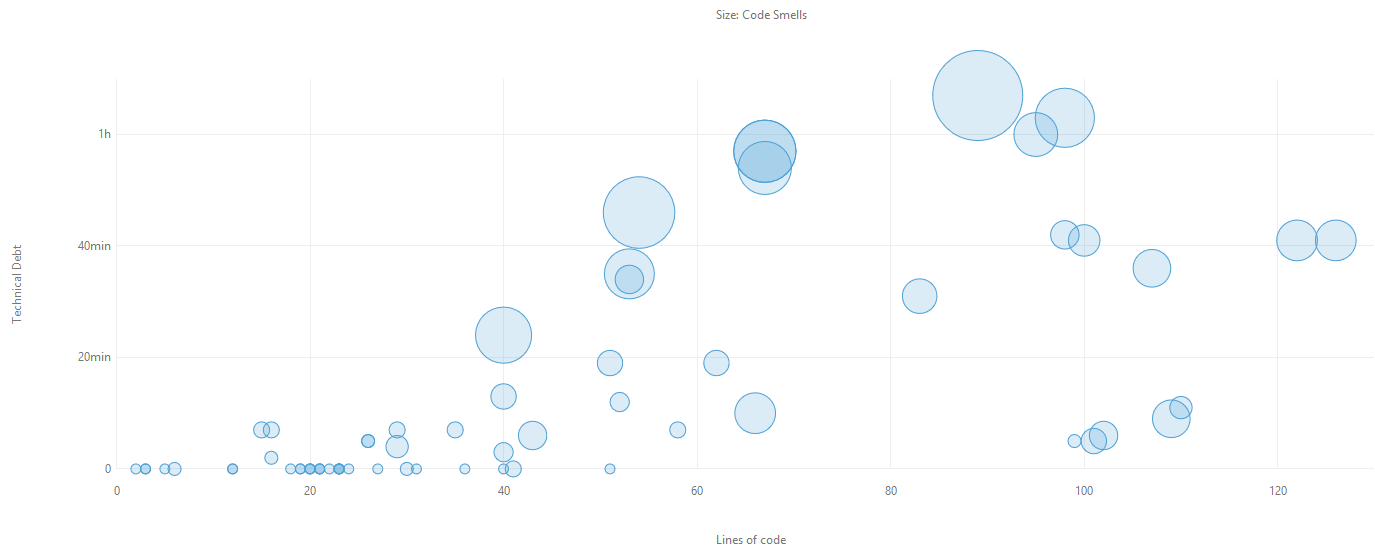 Size: Code Smells
Technical Debt
1h
40min
20min
0
0 20 40 60 80 100 120
Lines of code